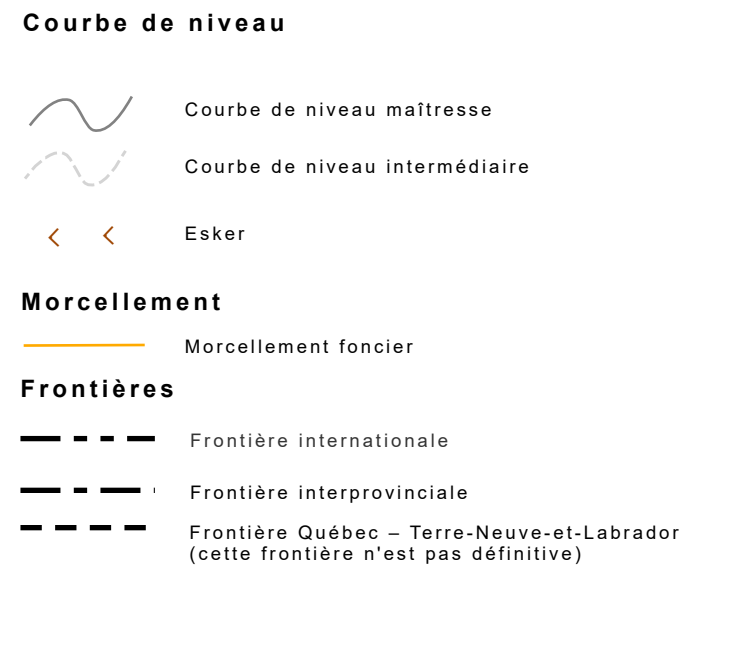 Courbe de niveau
Courbe de niveau maîtresse
Courbe de niveau intermédiaire
Esker
Morcellement
Morcellement foncier
Frontières
Frontière internationale
Frontière interprovinciale
Frontière Québec – Terre-Neuve-et-Labrador
(cette frontière n'est pas définitive)